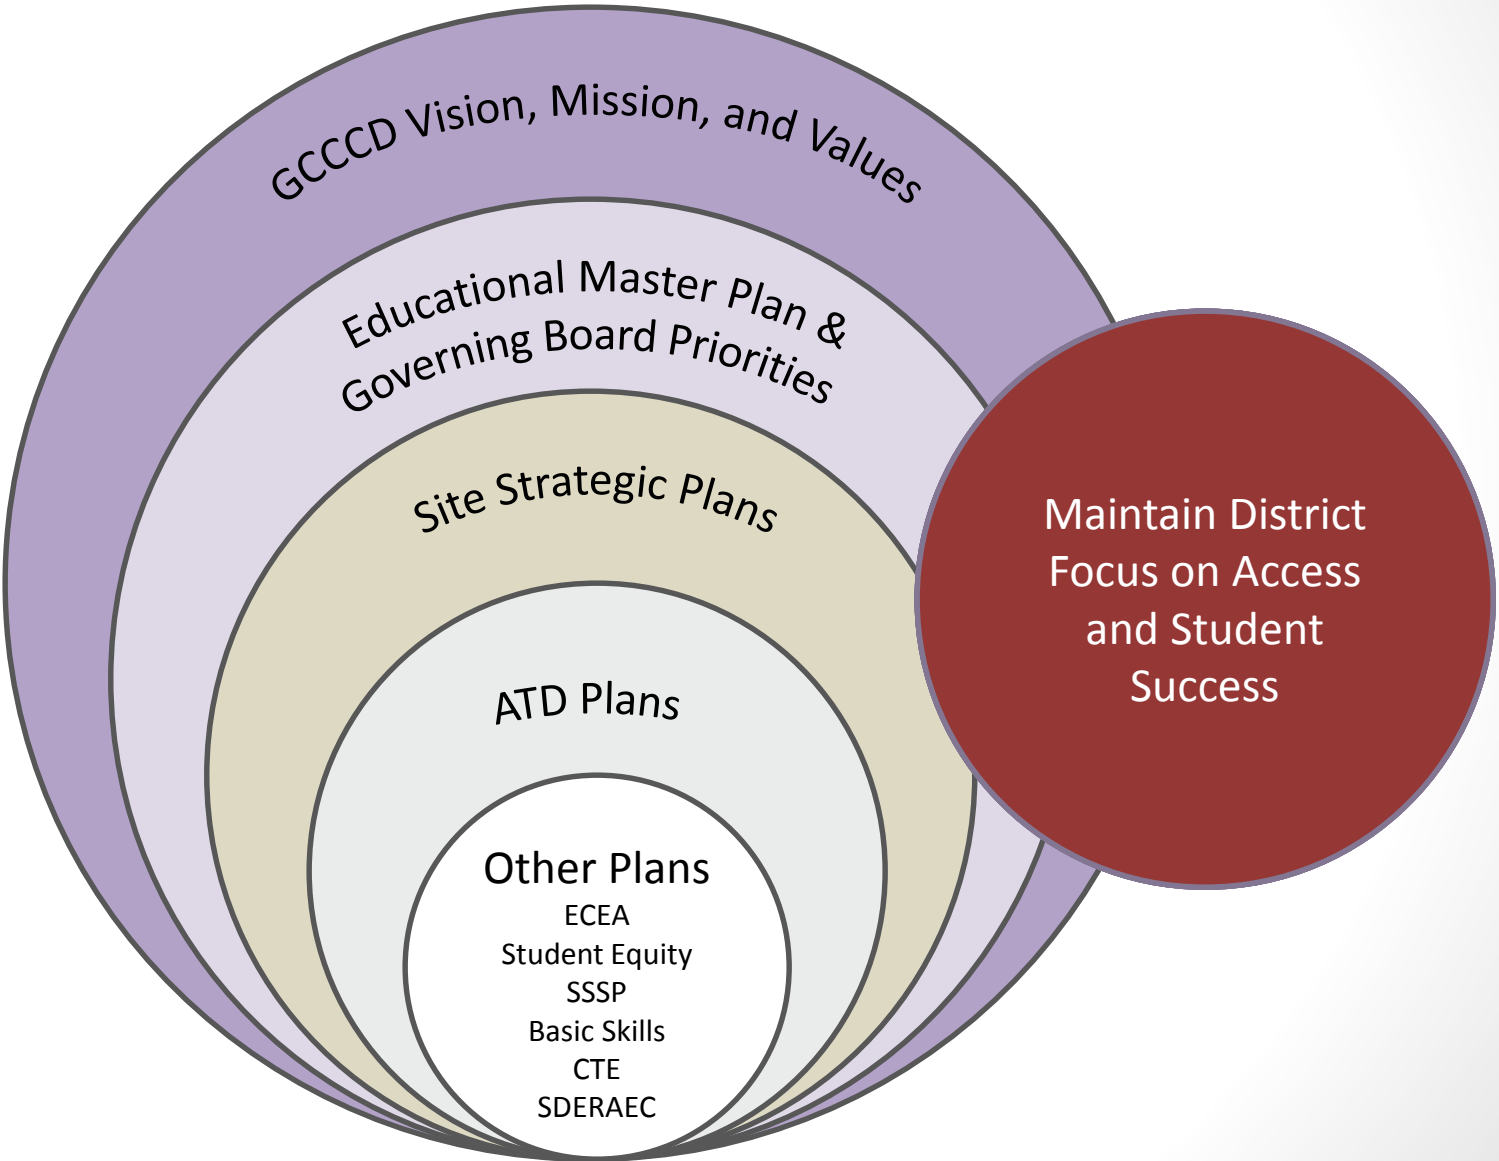 GCCCD Vision, Mission, and Values
Educational Master Plan &
Governing Board Priorities
Site Strategic Plans
ATD Plans
Other Plans
ECEA
Student Equity
SSSP
Basic Skills
CTE
SDERAEC
Maintain District
Focus on Access
and Student
Success